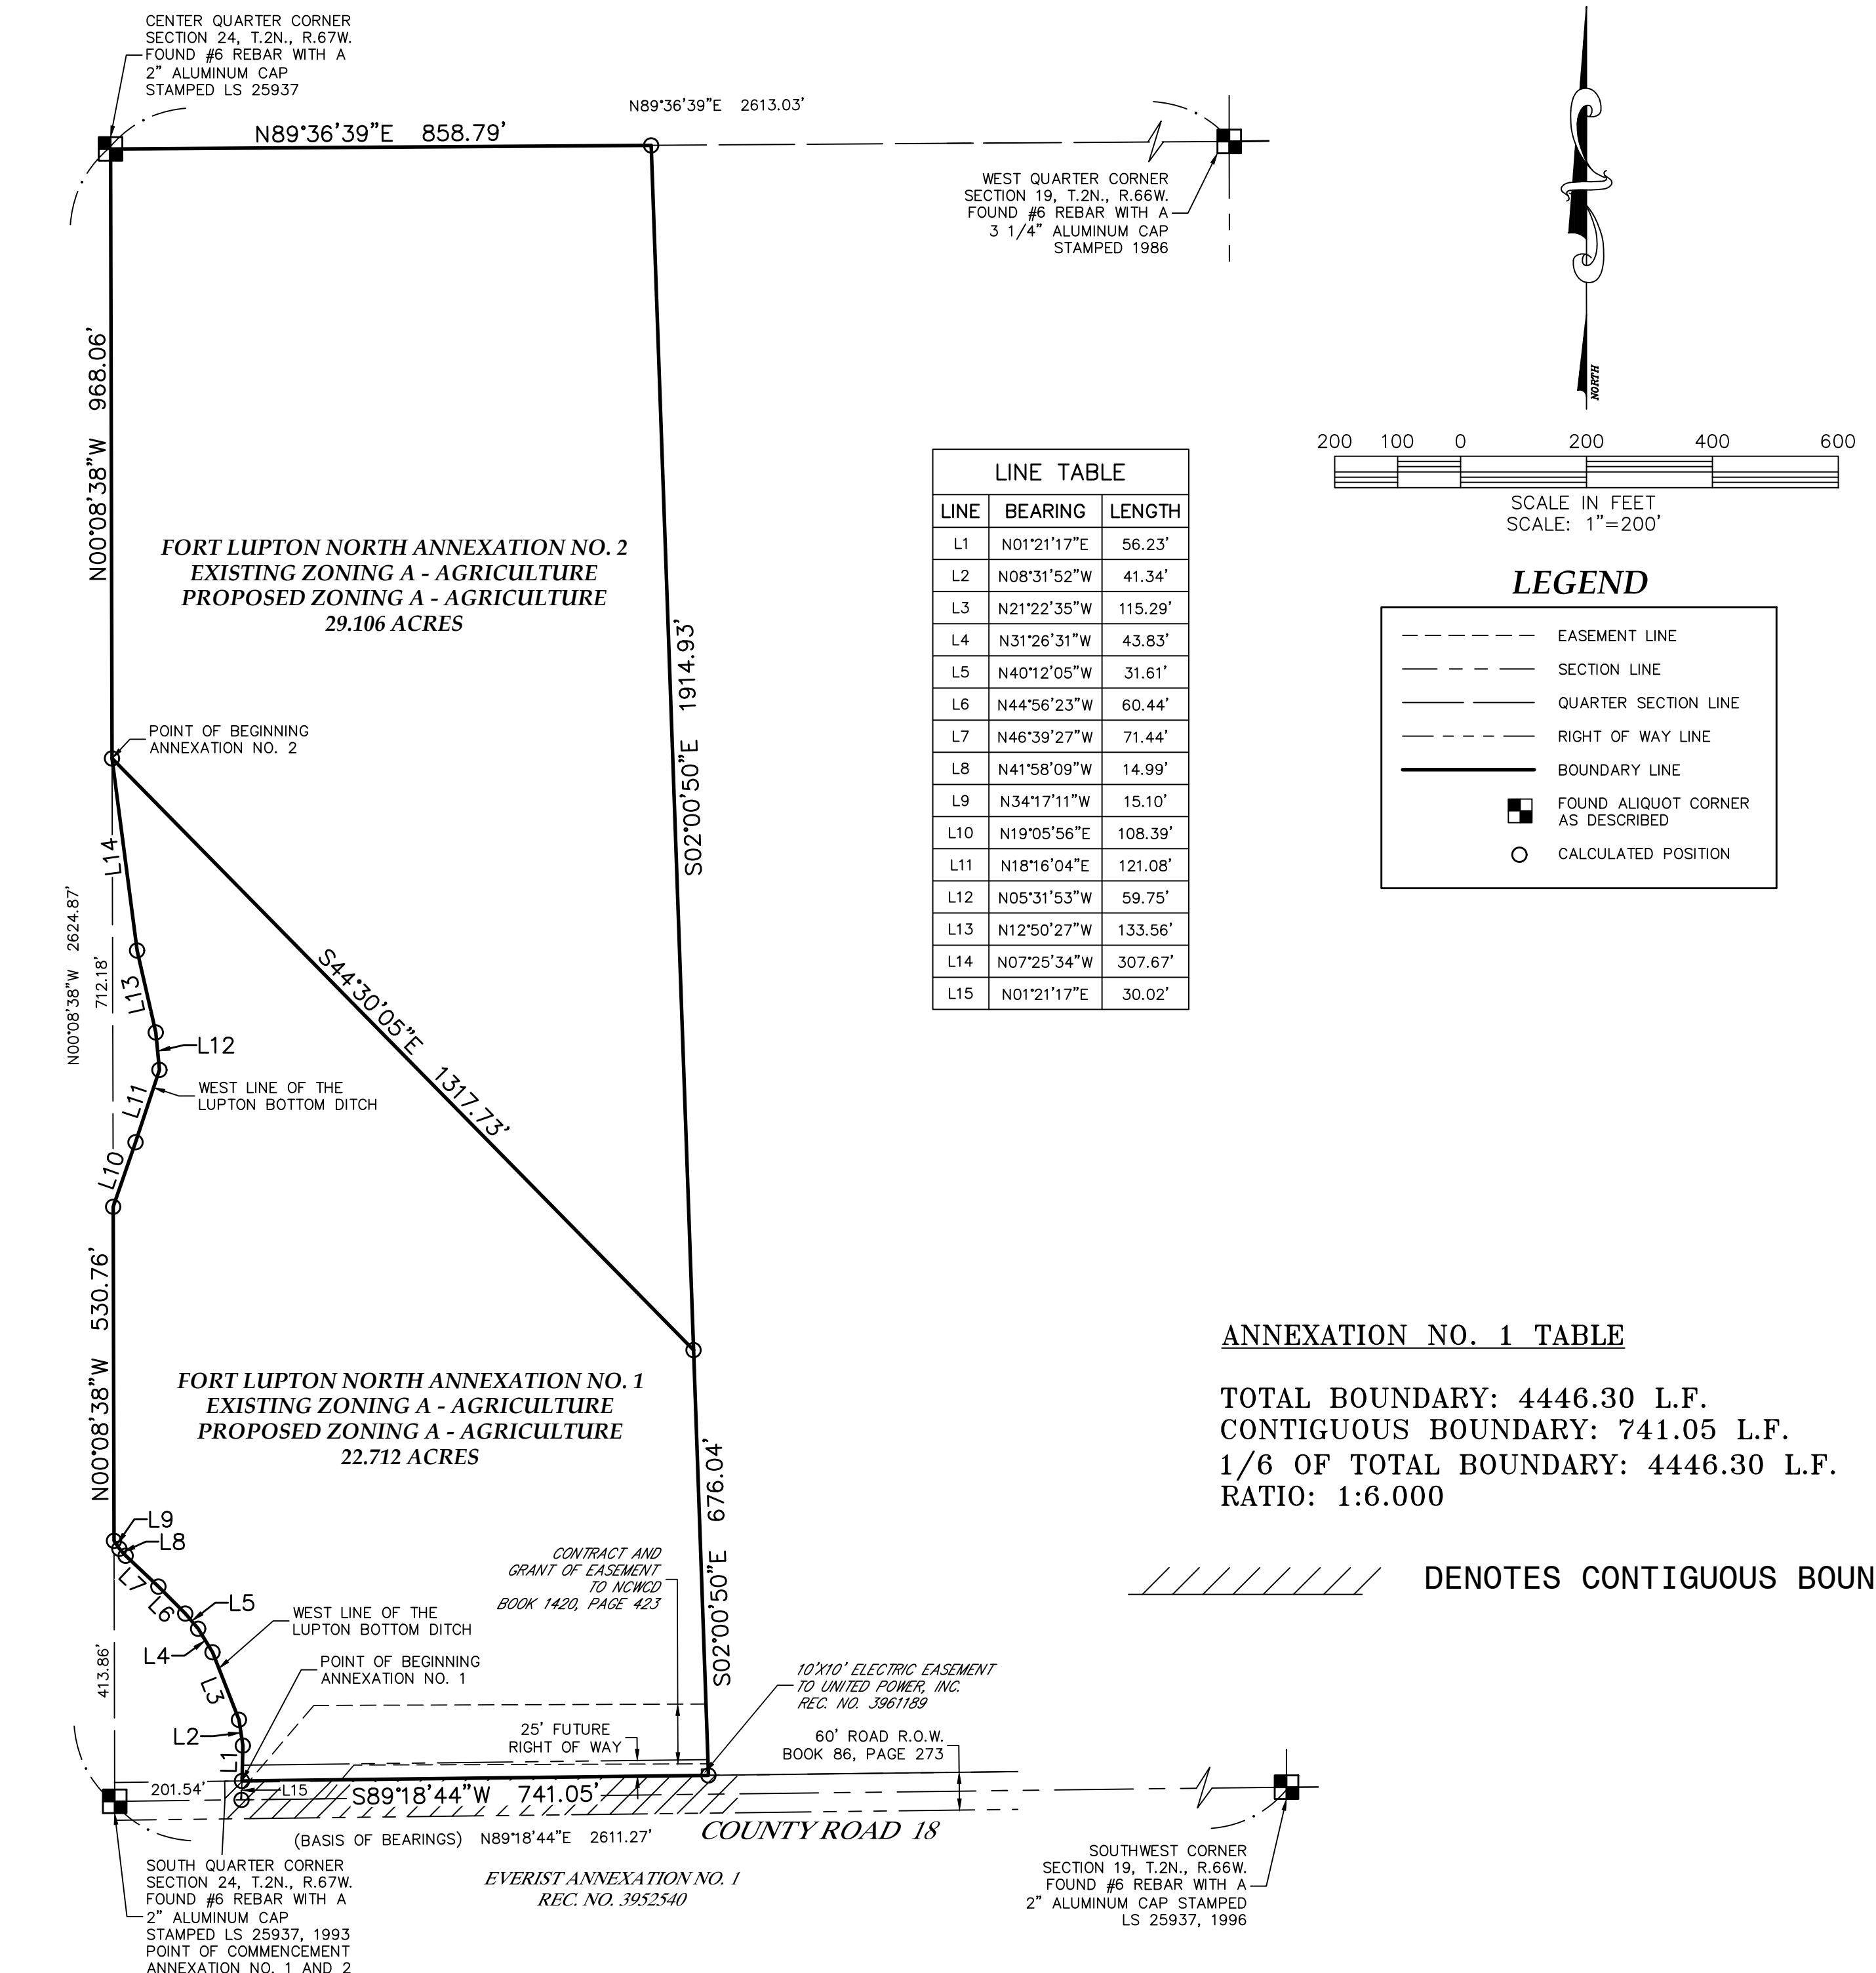 CENTER QUARTER CORNER
SECTION 24, T.2N., R.67W.
FOUND #6 REBAR WITH A
2" ALUMINUM CAP
STAMPED LS 25937
N89°36'39"E 858.79'
N89°36'39"E 2613.03'
WEST QUARTER CORNER
SECTION 19, T.2N., R.66W.
FOUND #6 REBAR WITH A
3 1/4" ALUMINUM CAP
STAMPED 1986
NORTH
200 100 0 200 400 600
SCALE IN FEET
SCALE: 1"=200'
LEGEND
EASEMENT LINE
SECTION LINE
QUARTER SECTION LINE
RIGHT OF WAY LINE
BOUNDARY LINE
FOUND ALIQUOT CORNER
AS DESCRIBED
CALCULATED POSITION
LINE TABLE
LINE BEARING LENGTH
L1 N01°21'17"E 56.23'
L2 N08°31'52"W 41.34'
L3 N21°22'35"W 115.29'
L4 N31°26'31"W 43.83'
L5 N40°12'05"W 31.61'
L6 N44°56'23"W 60.44'
L7 N46°39'27"W 71.44'
L8 N41°58'09"W 14.99'
L9 N34°17'11"W 15.10'
L10 N19°05'56"E 108.39'
L11 N18°16'04"E 121.08'
L12 N05°31'53"W 59.75'
L13 N12°50'27"W 133.56'
L14 N07°25'34"W 307.67'
L15 N01°21'17"E 30.02'
N00°08'38"W 968.06'
FORT LUPTON NORTH ANNEXATION NO. 2
EXISTING ZONING A - AGRICULTURE
PROPOSED ZONING A - AGRICULTURE
29.106 ACRES
S02°00'50"E 1914.93'
POINT OF BEGINNING
ANNEXATION NO. 2
L14
N00°08'38"W 2624.87'
712.18'
L13
S44°30'05"E 1317.73'
L12
WEST LINE OF THE
LUPTON BOTTOM DITCH
L11
L10
N00°08'38"W 530.76'
FORT LUPTON NORTH ANNEXATION NO. 1
EXISTING ZONING A - AGRICULTURE
PROPOSED ZONING A - AGRICULTURE
22.712 ACRES
S02°00'50"E 676.04'
ANNEXATION NO. 1 TABLE
TOTAL BOUNDARY: 4446.30 L.F.
CONTIGUOUS BOUNDARY: 741.05 L.F.
1/6 OF TOTAL BOUNDARY: 4446.30 L.F.
RATIO: 1:6.000
DENOTES CONTIGUOUS BOUN
L9
L8
L7
L6
L5
L4
L3
L2
L1
413.86'
WEST LINE OF THE
LUPTON BOTTOM DITCH
POINT OF BEGINNING
ANNEXATION NO. 1
CONTRACT AND
GRANT OF EASEMENT
TO NCWCD
BOOK 1420, PAGE 423
10'X10' ELECTRIC EASEMENT
TO UNITED POWER, INC.
REC. NO. 3961189
25' FUTURE
RIGHT OF WAY
60' ROAD R.O.W.
BOOK 86, PAGE 273
201.54'
L15
S89°18'44"W 741.05'
(BASIS OF BEARINGS) N89°18'44"E 2611.27'
COUNTY ROAD 18
EVERIST ANNEXATION NO. 1
REC. NO. 3952540
SOUTH QUARTER CORNER
SECTION 24, T.2N., R.67W.
FOUND #6 REBAR WITH A
2" ALUMINUM CAP
STAMPED LS 25937, 1993
POINT OF COMMENCEMENT
ANNEXATION NO. 1 AND 2
SOUTHWEST CORNER
SECTION 19, T.2N., R.66W.
FOUND #6 REBAR WITH A
2" ALUMINUM CAP STAMPED
LS 25937, 1996